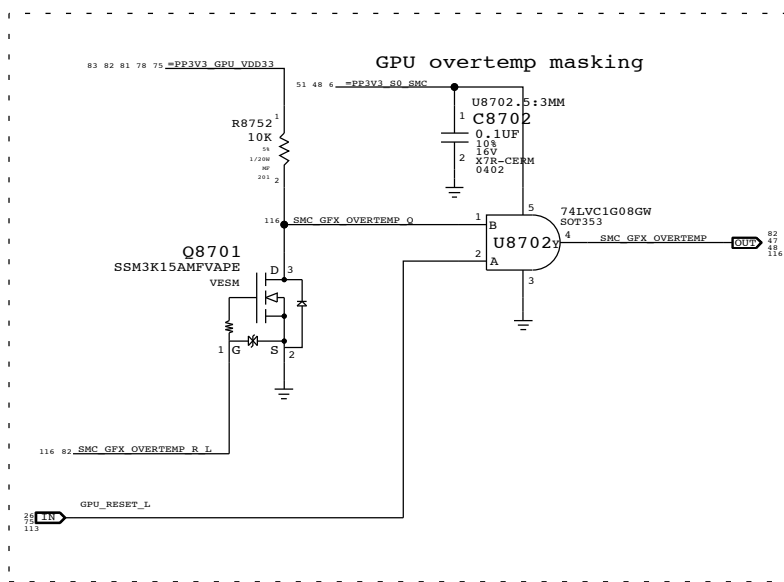 GPU overtemp masking
83 82 81 78 75 =PP3V3_GPU_VDD33
51 48 6 =PP3V3_S0_SMC
U8702.5:3MM
1 C8702
0.1UF
10%
16V
2 X7R-CERM
0402
1
R8752
10K
5%
1/20W
MF
201
2
116 SMC_GFX_OVERTEMP_Q
1 B
5
74LVC1G08GW
SOT353
U8702 Y 4
SMC_GFX_OVERTEMP
OUT
82
47
48
116
2 A
3
Q8701
SSM3K15AMFVAPE
VESM
D 3
1 G S 2
116 82 SMC_GFX_OVERTEMP_R_L
GPU_RESET_L
26
75
113
IN